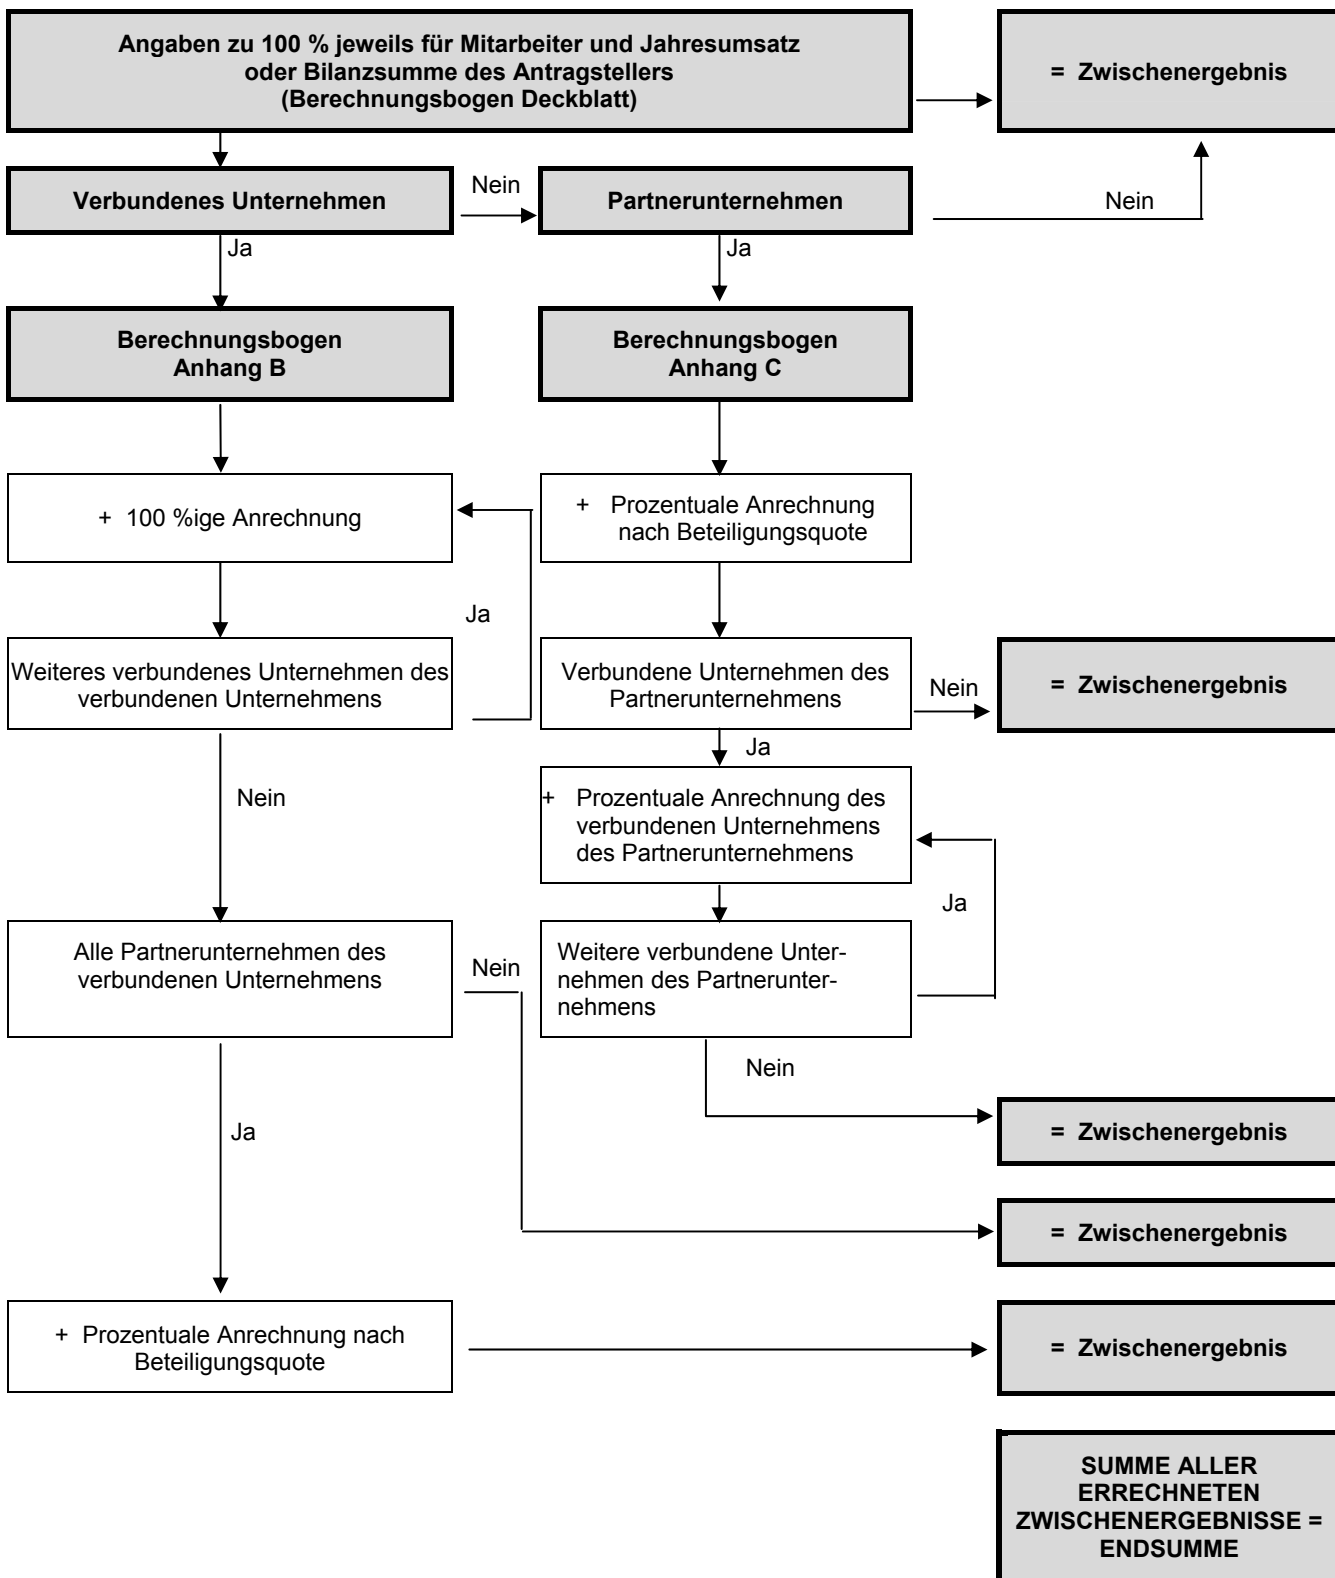 Angaben zu 100 % jeweils für Mitarbeiter und Jahresumsatz
oder Bilanzsumme des Antragstellers
(Berechnungsbogen Deckblatt)
= Zwischenergebnis
Verbundenes Unternehmen
Nein
Partnerunternehmen
Nein
Ja
Ja
Berechnungsbogen
Anhang B
Berechnungsbogen
Anhang C
+ 100 %ige Anrechnung
+ Prozentuale Anrechnung
nach Beteiligungsquote
Ja
Weiteres verbundenes Unternehmen des
verbundenen Unternehmens
Verbundene Unternehmen des
Partnerunternehmens
Nein
= Zwischenergebnis
Ja
Nein
+ Prozentuale Anrechnung des
verbundenen Unternehmens
des Partnerunternehmens
Ja
Alle Partnerunternehmen des
verbundenen Unternehmens
Nein
Weitere verbundene Unter-
nehmen des Partnerunter-
nehmens
Nein
Ja
= Zwischenergebnis
= Zwischenergebnis
+ Prozentuale Anrechnung nach
Beteiligungsquote
= Zwischenergebnis
SUMME ALLER
ERRECHNETEN
ZWISCHENERGEBNISSE =
ENDSUMME